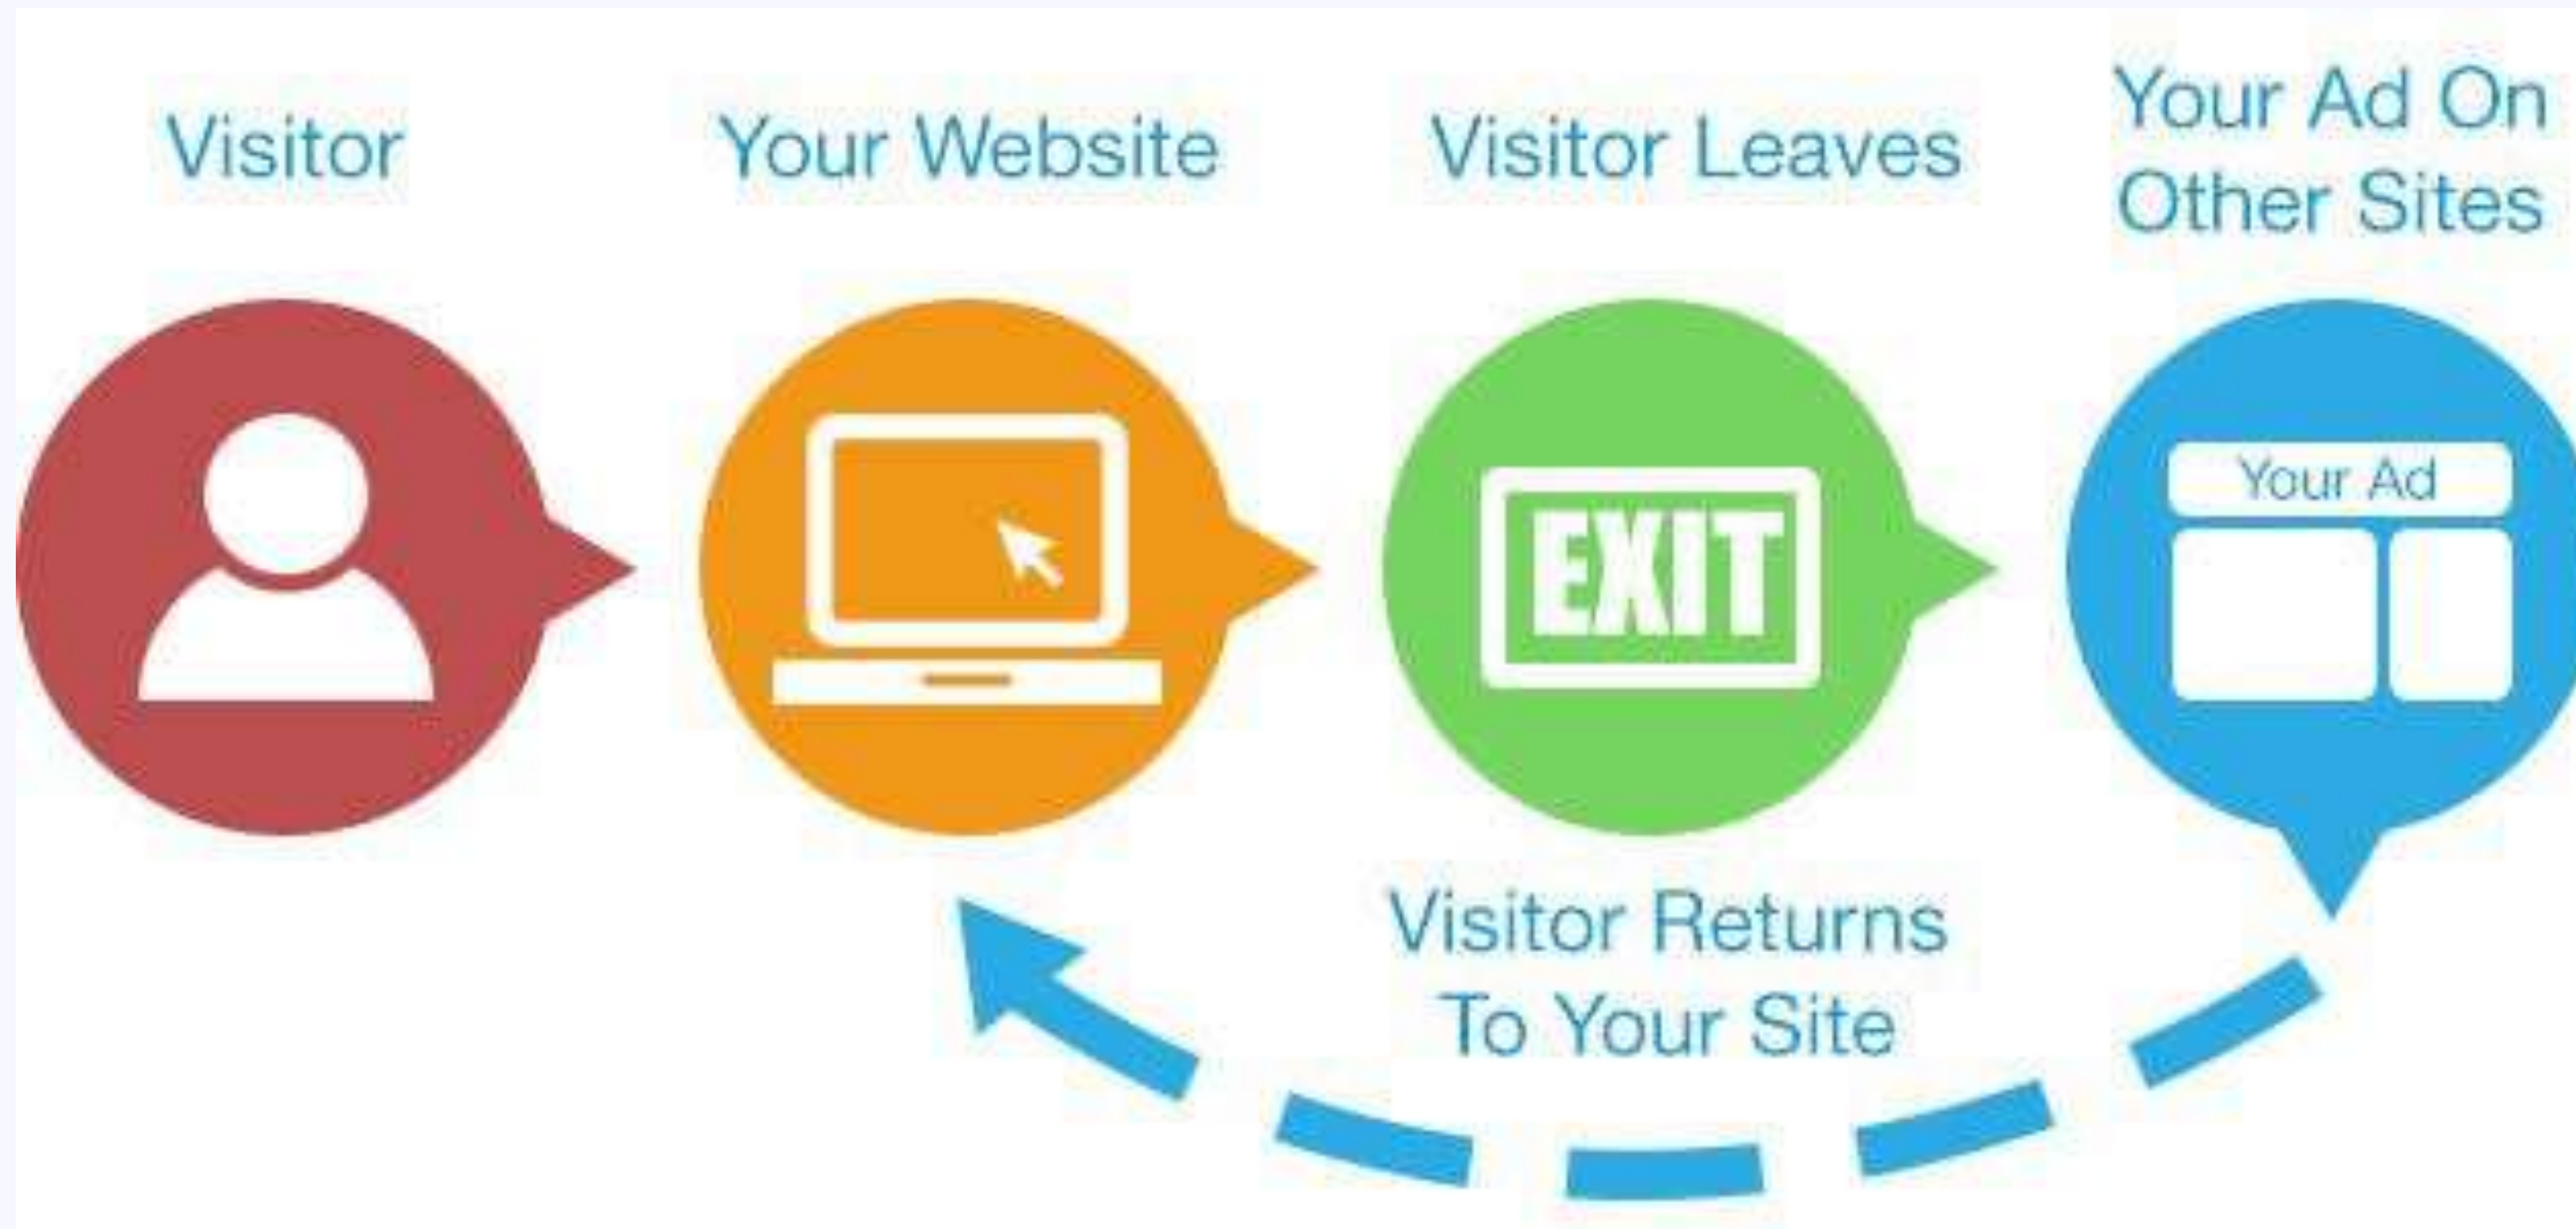 Visitor
Your Website
Visitor Leaves
Your Ad On
Other Sites
EXIT
Your Ad
Visitor Returns
To Your Site